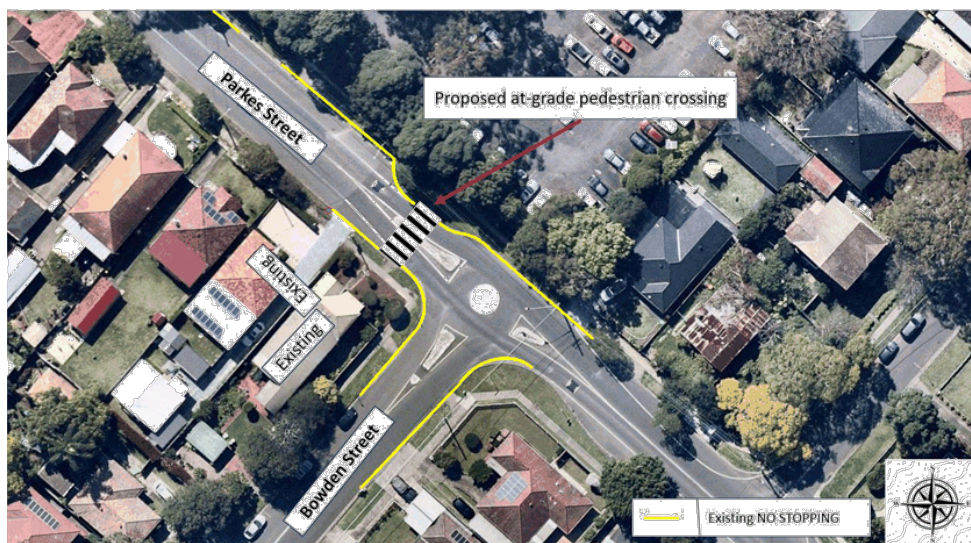 Parkes Street
Proposed at-grade pedestrian crossing
Existing
Existing
Bowden Street
Existing NO STOPPING